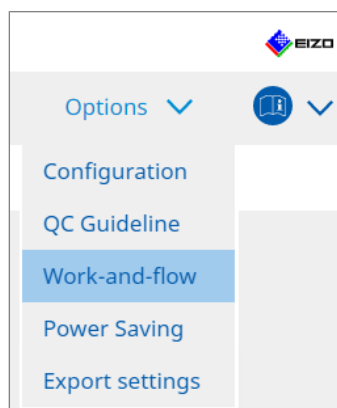 EIZO
Options
Configuration
QC Guideline
Work-and-flow
Power Saving
Export settings